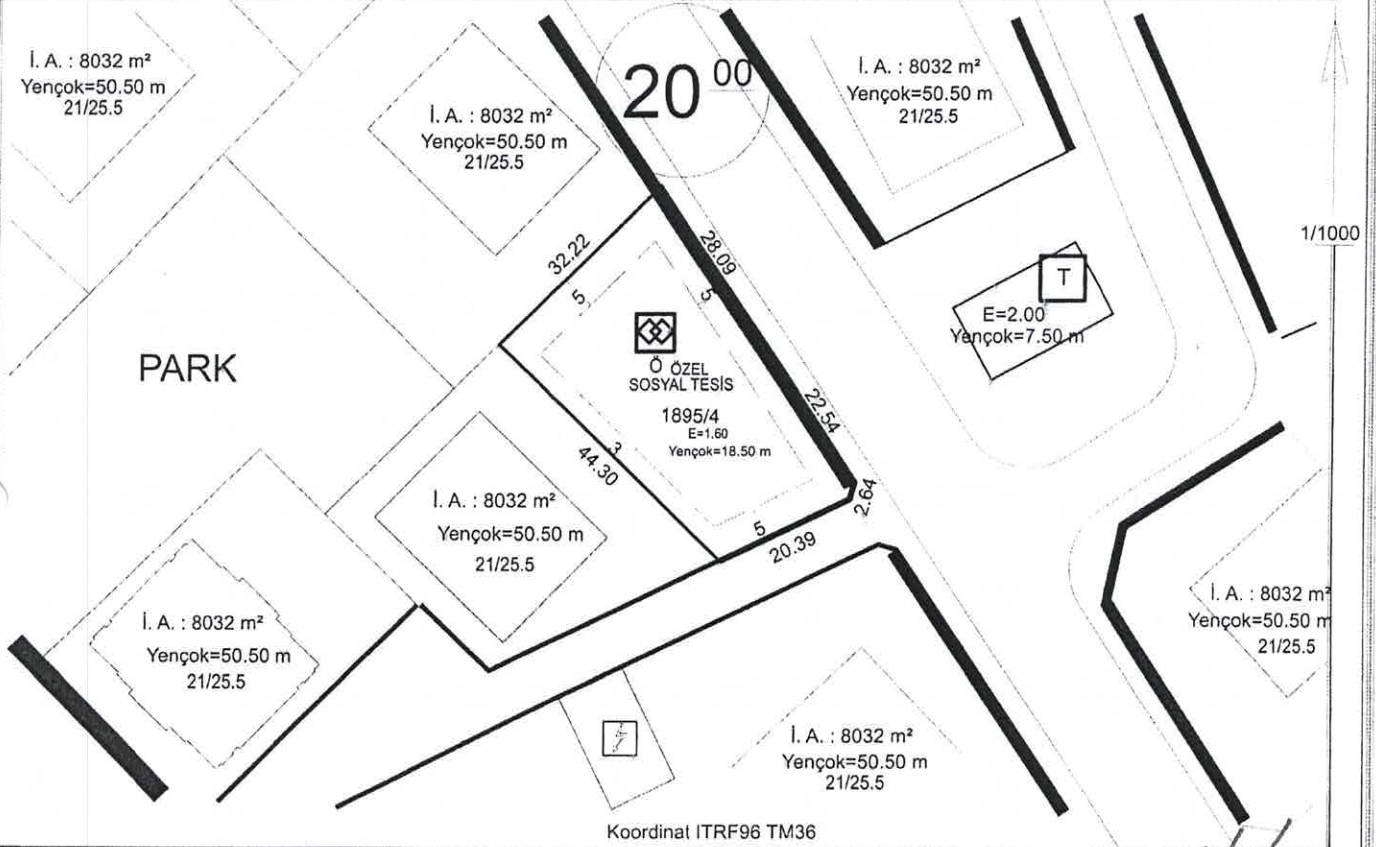 İ. A. : 8032 m²
Yençok=50.50 m
21/25.5
İ. A. : 8032 m²
Yençok=50.50 m
21/25.5
20 00
İ. A. : 8032 m²
Yençok=50.50 m
21/25.5
1/1000
32.22
28.09
5
5
T
E=2.00
Yençok=7.50 m
PARK
Ö ÖZEL
SOSYAL TESİS
1895/4
E=1.60
Yençok=18.50 m
22.54
3
44.30
2.64
5
20.39
İ. A. : 8032 m²
Yençok=50.50 m
21/25.5
İ. A. : 8032 m²
Yençok=50.50 m
21/25.5
İ. A. : 8032 m²
Yençok=50.50 m
21/25.5
İ. A. : 8032 m²
Yençok=50.50 m
21/25.5
Koordinat ITRF96 TM36